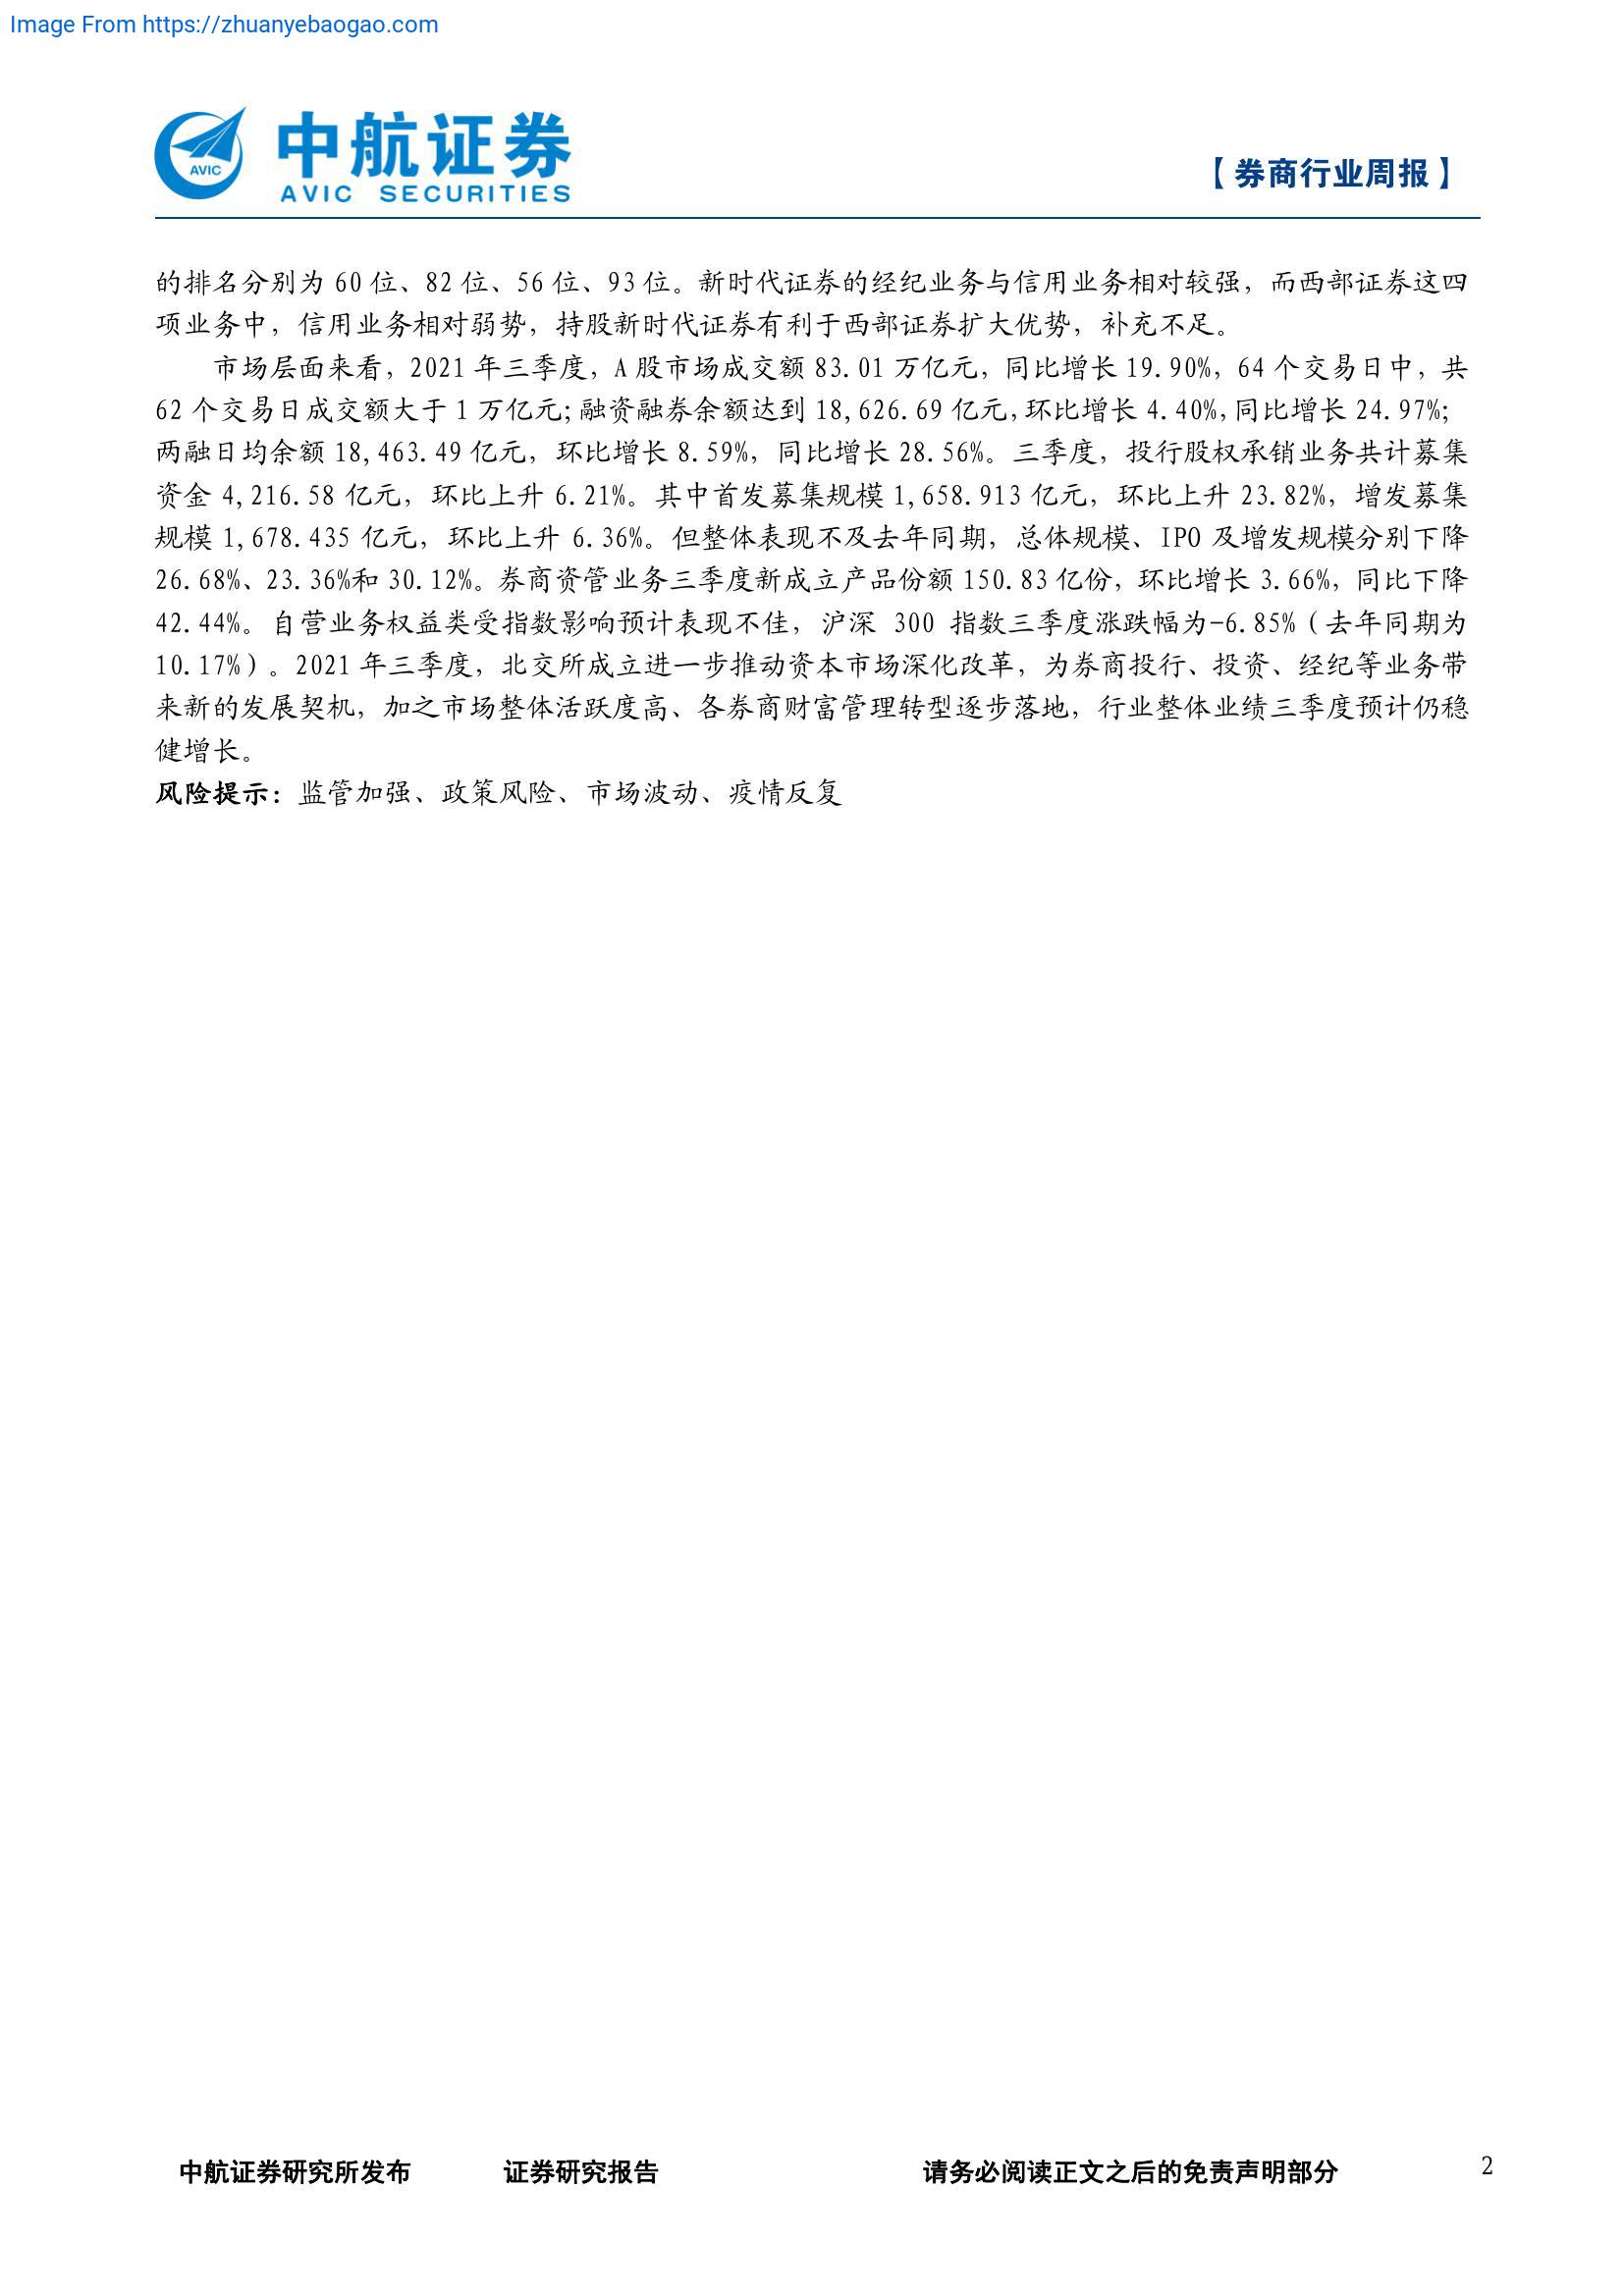 Image From https://zhuanyebaogao.com
AVIC
中航证券
AVIC SECURITIES
【券商行业周报】
的排名分别为 60 位、82 位、56 位、93 位。新时代证券的经纪业务与信用业务相对较强，而西部证券这四
项业务中，信用业务相对弱势，持股新时代证券有利于西部证券扩大优势，补充不足。
市场层面来看，2021 年三季度，A 股市场成交额 83.01 万亿元，同比增长 19.90%，64 个交易日中，共
62 个交易日成交额大于 1 万亿元；融资融券余额达到 18,626.69 亿元，环比增长 4.40%，同比增长 24.97%；
两融日均余额 18,463.49 亿元，环比增长 8.59%，同比增长 28.56%。三季度，投行股权承销业务共计募集
资金 4,216.58 亿元，环比上升 6.21%。其中首发募集规模 1,658.913 亿元，环比上升 23.82%，增发募集
规模 1,678.435 亿元，环比上升 6.36%。但整体表现不及去年同期，总体规模、IPO 及增发规模分别下降
26.68%、23.36%和 30.12%。券商资管业务三季度新成立产品份额 150.83 亿份，环比增长 3.66%，同比下降
42.44%。自营业务权益类受指数影响预计表现不佳，沪深 300 指数三季度涨跌幅为-6.85%（去年同期为
10.17%）。2021 年三季度，北交所成立进一步推动资本市场深化改革，为券商投行、投资、经纪等业务带
来新的发展契机，加之市场整体活跃度高、各券商财富管理转型逐步落地，行业整体业绩三季度预计仍稳
健增长。
风险提示：监管加强、政策风险、市场波动、疫情反复
中航证券研究所发布 证券研究报告 请务必阅读正文之后的免责声明部分 2